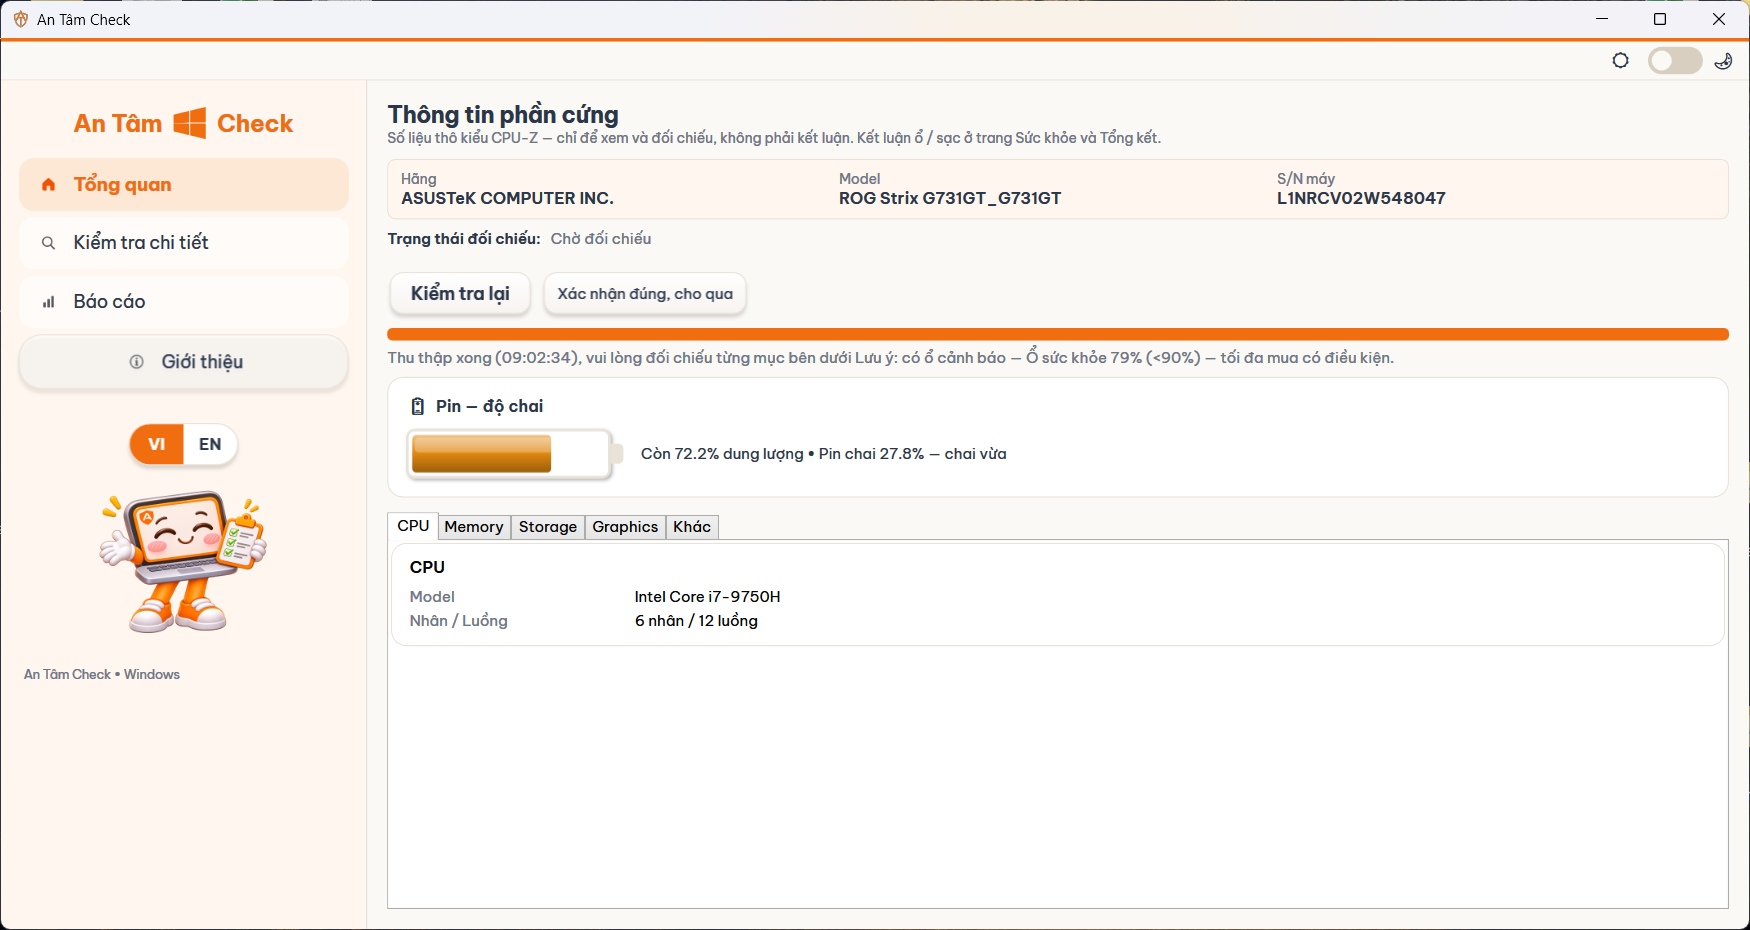 An Tâm Check
An Tâm Check
Tổng quan
Kiểm tra chi tiết
Báo cáo
Giới thiệu
VI EN
An Tâm Check • Windows
Thông tin phần cứng
Số liệu thô kiểu CPU-Z — chỉ để xem và đối chiếu, không phải kết luận. Kết luận ổ / sạc ở trang Sức khỏe và Tổng kết.
Hãng Model S/N máy
ASUSTeK COMPUTER INC. ROG Strix G731GT_G731GT L1NRCV02W548047
Trạng thái đối chiếu: Chờ đối chiếu
Kiểm tra lại Xác nhận đúng, cho qua
Thu thập xong (09:02:34), vui lòng đối chiếu từng mục bên dưới Lưu ý: có ổ cảnh báo — Ổ sức khỏe 79% (<90%) — tối đa mua có điều kiện.
Pin — độ chai
Còn 72.2% dung lượng • Pin chai 27.8% — chai vừa
CPU Memory Storage Graphics Khác
CPU
Model Intel Core i7-9750H
Nhân / Luồng 6 nhân / 12 luồng